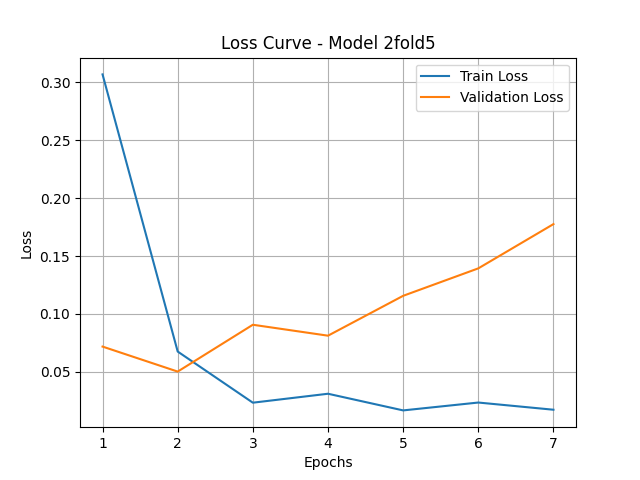 Loss Curve - Model 2fold5
Train Loss
Validation Loss
0.30
0.25
0.20
0.15
0.10
0.05
Loss
1 2 3 4 5 6 7
Epochs